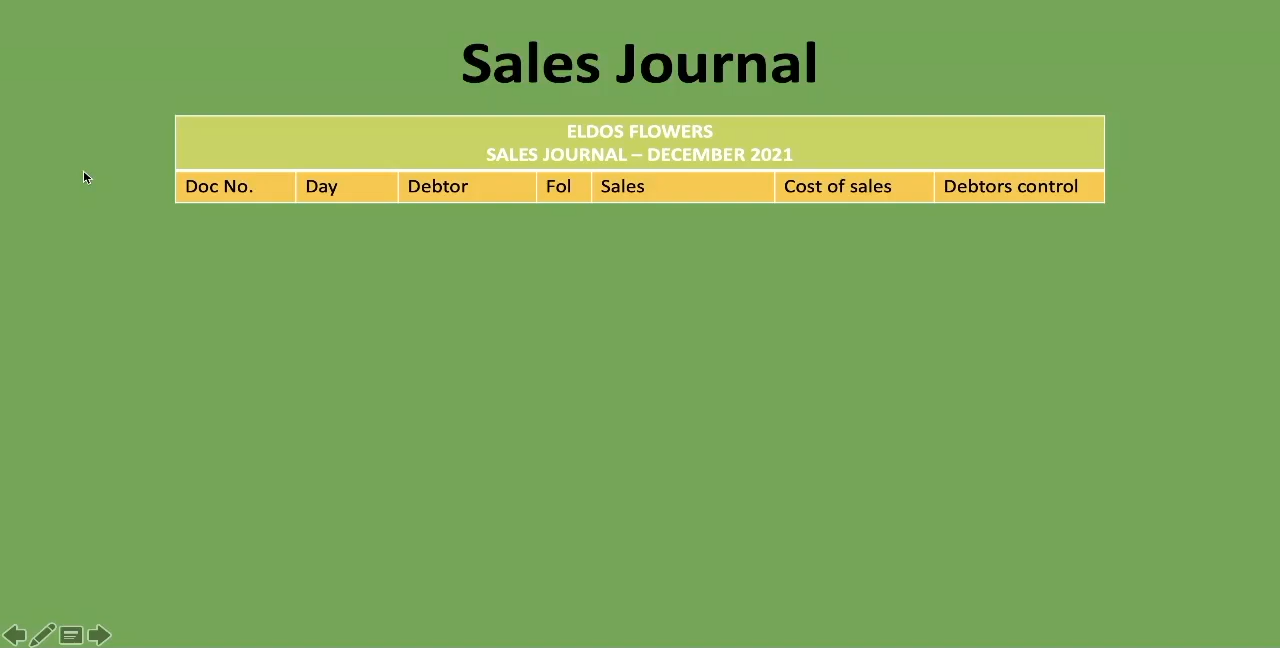 Sales Journal
ELDOS FLOWERS
SALES JOURNAL – DECEMBER 2021
Doc No. Day Debtor Fol Sales Cost of sales Debtors control